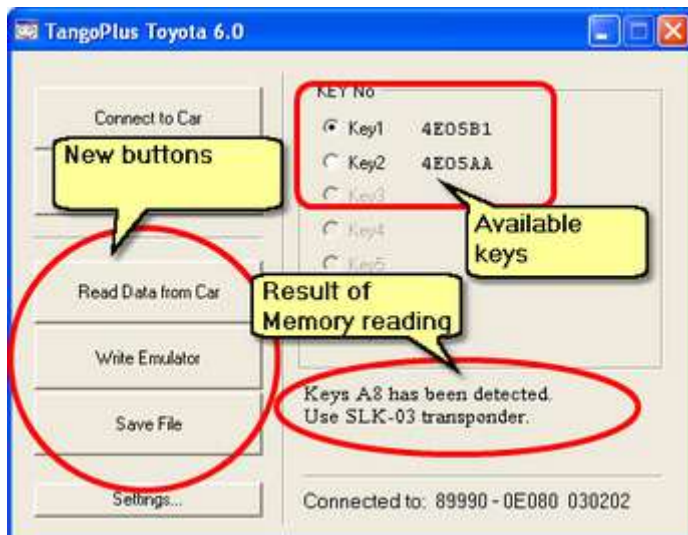 TangoPlus Toyota 6.0
Connect to Car
New buttons
Read Data from Car
Write Emulator
Save File
Settings...
KEY No
Key1 4E05B1
Key2 4E05AA
Key3
Key4
Key5
Available
keys
Result of
Memory reading
Keys A8 has been detected.
Use SLK-03 transponder.
Connected to: 89990-0E080 030202